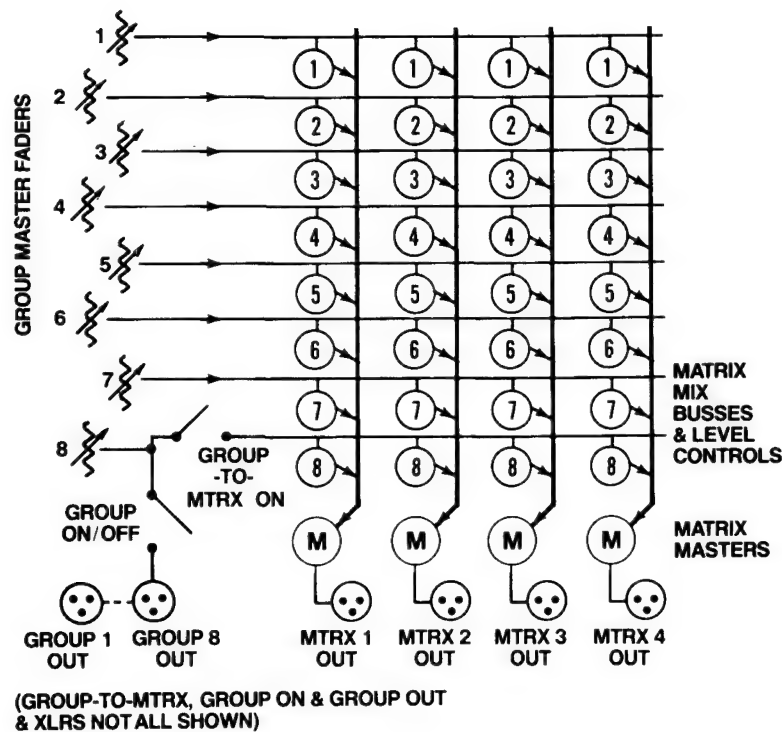 GROUP MASTER FADERS
1
2
3
4
5
6
7
8
1 1 1 1
2 2 2 2
3 3 3 3
4 4 4 4
5 5 5 5
6 6 6 6
7 7 7 7
8 8 8 8
MATRIX
MIX
BUSSES
& LEVEL
CONTROLS
GROUP
-TO-
MTRX ON
GROUP
ON/OFF
M M M M
MATRIX
MASTERS
GROUP 1
OUT
GROUP 8
OUT
MTRX 1
OUT
MTRX 2
OUT
MTRX 3
OUT
MTRX 4
OUT
(GROUP-TO-MTRX, GROUP ON & GROUP OUT
& XLRS NOT ALL SHOWN)